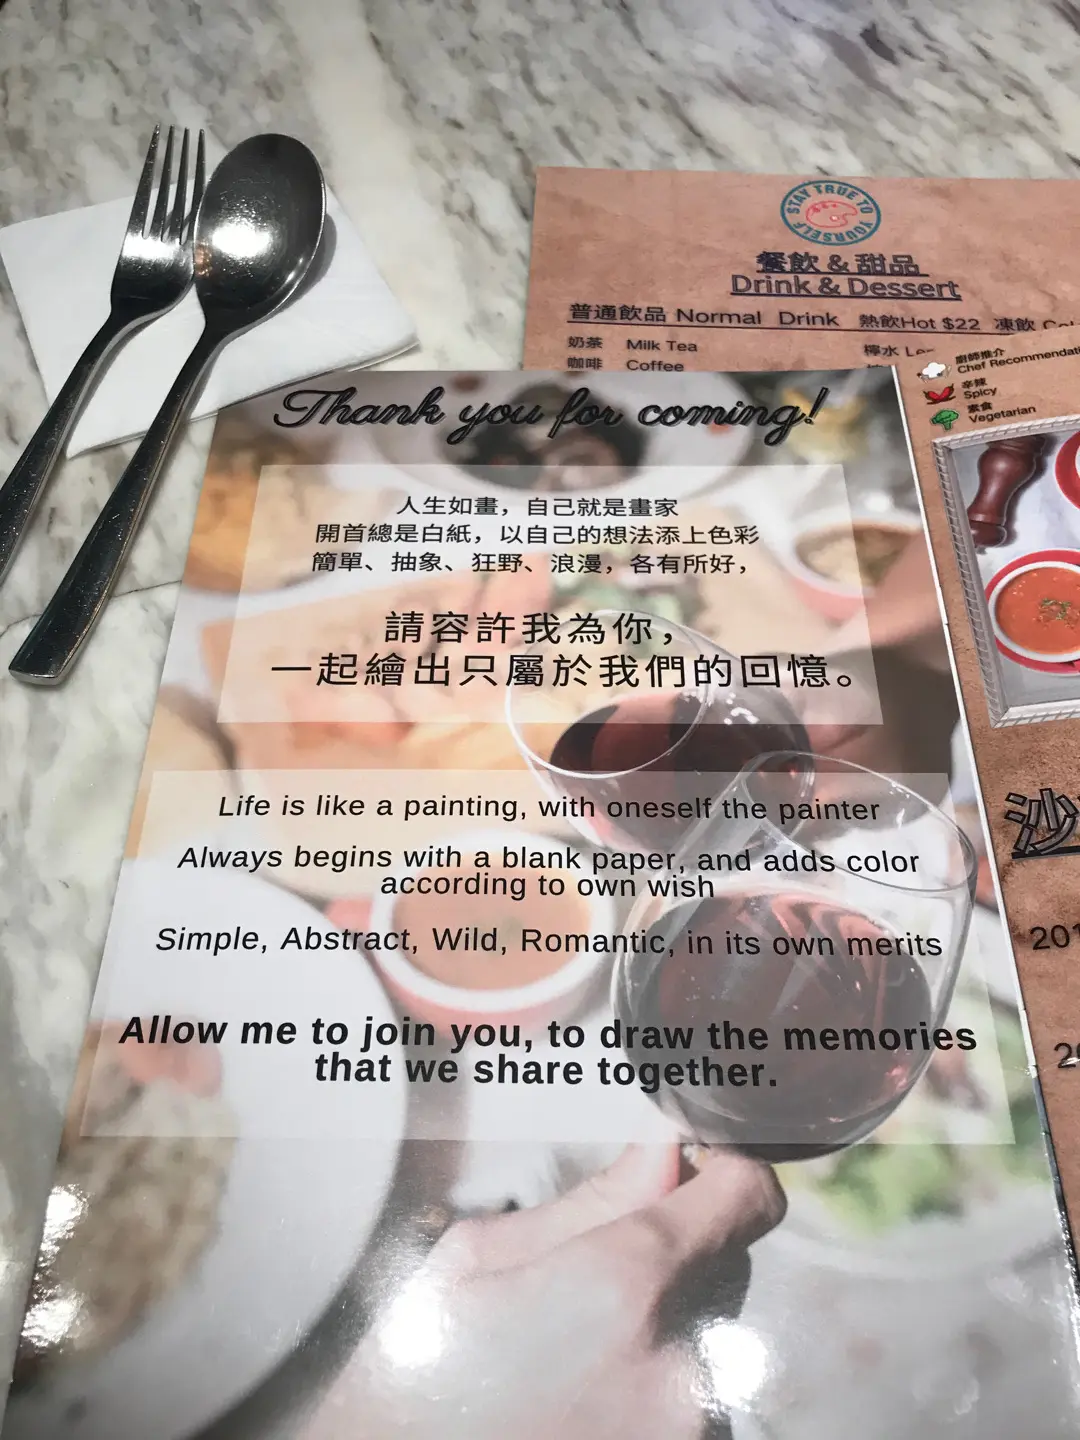 STAY TRUE TO YOURSELF
餐飲 & 甜品
Drink & Dessert
普通飲品 Normal Drink 熱飲Hot $22 凍飲
奶茶 Milk Tea
檸水
咖啡 Coffee
廚師推介
Chef Recommendati
辛辣
Spicy
素食
Vegetarian
Thank you for coming!
人生如畫，自己就是畫家
開首總是白紙，以自己的想法添上色彩
簡單、抽象、狂野、浪漫，各有所好，
請容許我為你，
一起繪出只屬於我們的回憶。
Life is like a painting, with oneself the painter
Always begins with a blank paper, and adds color
according to own wish
Simple, Abstract, Wild, Romantic, in its own merits
Allow me to join you, to draw the memories
that we share together.
沙
201
20